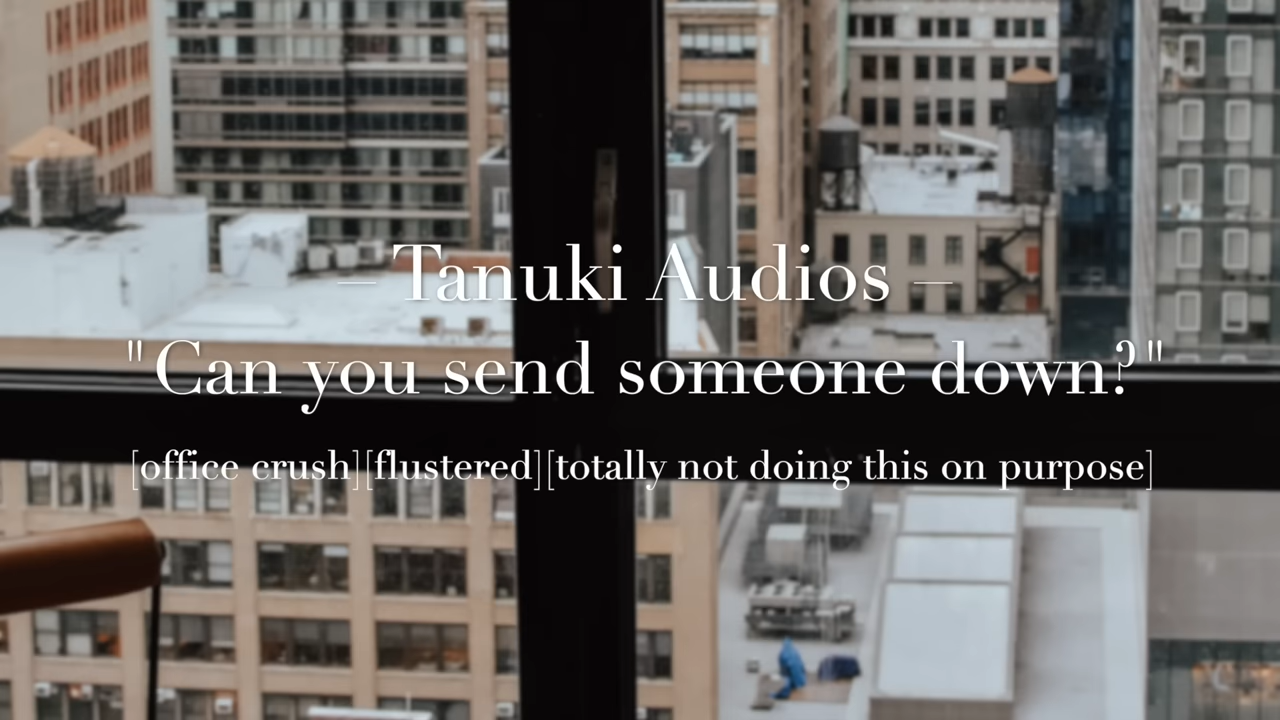 – Tanuki Audios –
"Can you send someone down?"
[office crush][flustered][totally not doing this on purpose]